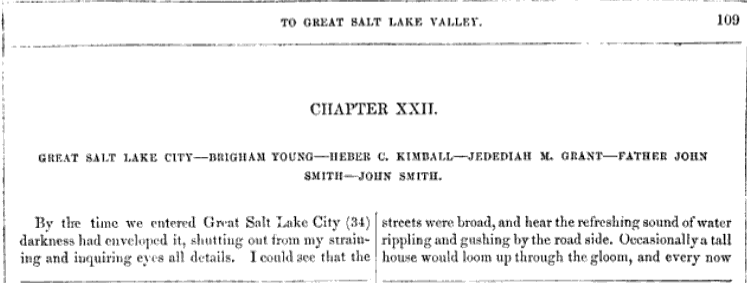 TO GREAT SALT LAKE VALLEY. 109
CHAPTER XXII.
GREAT SALT LAKE CITY—BRIGHAM YOUNG—HEBER C. KIMBALL—JEDEDIAH M. GRANT—FATHER JOHN
SMITH—JOHN SMITH.
By the time we entered Great Salt Lake City (34)
darkness had enveloped it, shutting out from my strain-
ing and inquiring eyes all details. I could see that the
streets were broad, and hear the refreshing sound of water
rippling and gushing by the road side. Occasionally a tall
house would loom up through the gloom, and every now